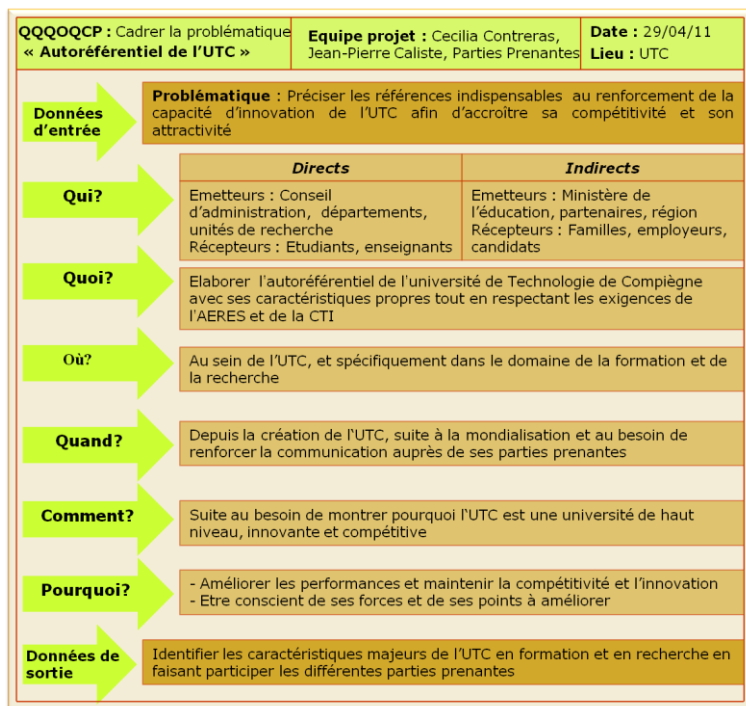 QQQOQCP : Cadrer la problématique
« Autoréférentiel de l'UTC »
Equipe projet : Cecilia Contreras,
Jean-Pierre Caliste, Parties Prenantes
Date : 29/04/11
Lieu : UTC
Données
d'entrée
Problématique : Préciser les références indispensables au renforcement de la
capacité d'innovation de l'UTC afin d'accroître sa compétitivité et son
attractivité
Qui?
Directs
Emetteurs : Conseil
d'administration, départements,
unités de recherche
Récepteurs : Etudiants, enseignants
Indirects
Emetteurs : Ministère de
l'éducation, partenaires, région
Récepteurs : Familles, employeurs,
candidats
Quoi?
Elaborer l'autoréférentiel de l'université de Technologie de Compiègne
avec ses caractéristiques propres tout en respectant les exigences de
l'AERES et de la CTI
Où?
Au sein de l'UTC, et spécifiquement dans le domaine de la formation et de
la recherche
Quand?
Depuis la création de l'UTC, suite à la mondialisation et au besoin de
renforcer la communication auprès de ses parties prenantes
Comment?
Suite au besoin de montrer pourquoi l'UTC est une université de haut
niveau, innovante et compétitive
Pourquoi?
- Améliorer les performances et maintenir la compétitivité et l'innovation
- Etre conscient de ses forces et de ses points à améliorer
Données de
sortie
Identifier les caractéristiques majeurs de l'UTC en formation et en recherche en
faisant participer les différentes parties prenantes